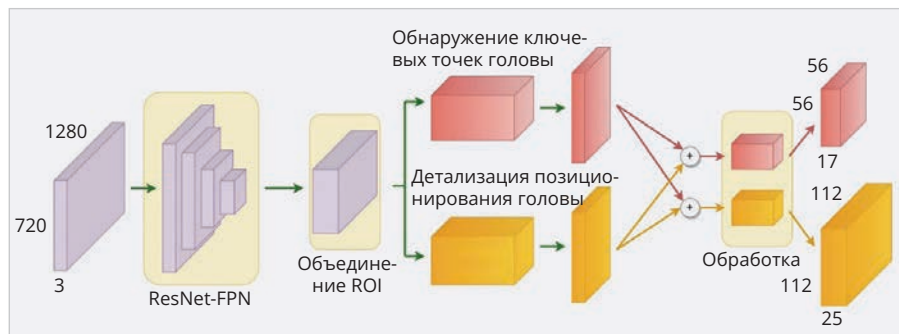 1280
720
3
ResNet-FPN
Объедине-
ние ROI
Обнаружение ключе-
вых точек головы
Детализация позицио-
нирования головы
+
+
Обработка
56
56
17
112
112
25